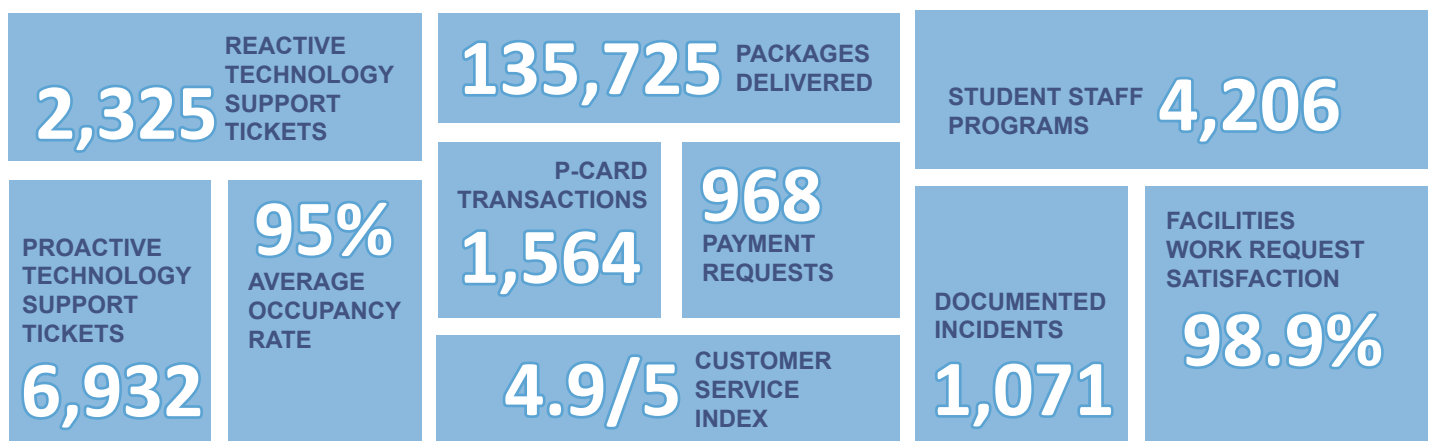 2,325
REACTIVE
TECHNOLOGY
SUPPORT
TICKETS
135,725
PACKAGES
DELIVERED
STUDENT STAFF
PROGRAMS
4,206
PROACTIVE
TECHNOLOGY
SUPPORT
TICKETS
6,932
95%
AVERAGE
OCCUPANCY
RATE
P-CARD
TRANSACTIONS
1,564
968
PAYMENT
REQUESTS
4.9/5
CUSTOMER
SERVICE
INDEX
DOCUMENTED
INCIDENTS
1,071
FACILITIES
WORK REQUEST
SATISFACTION
98.9%